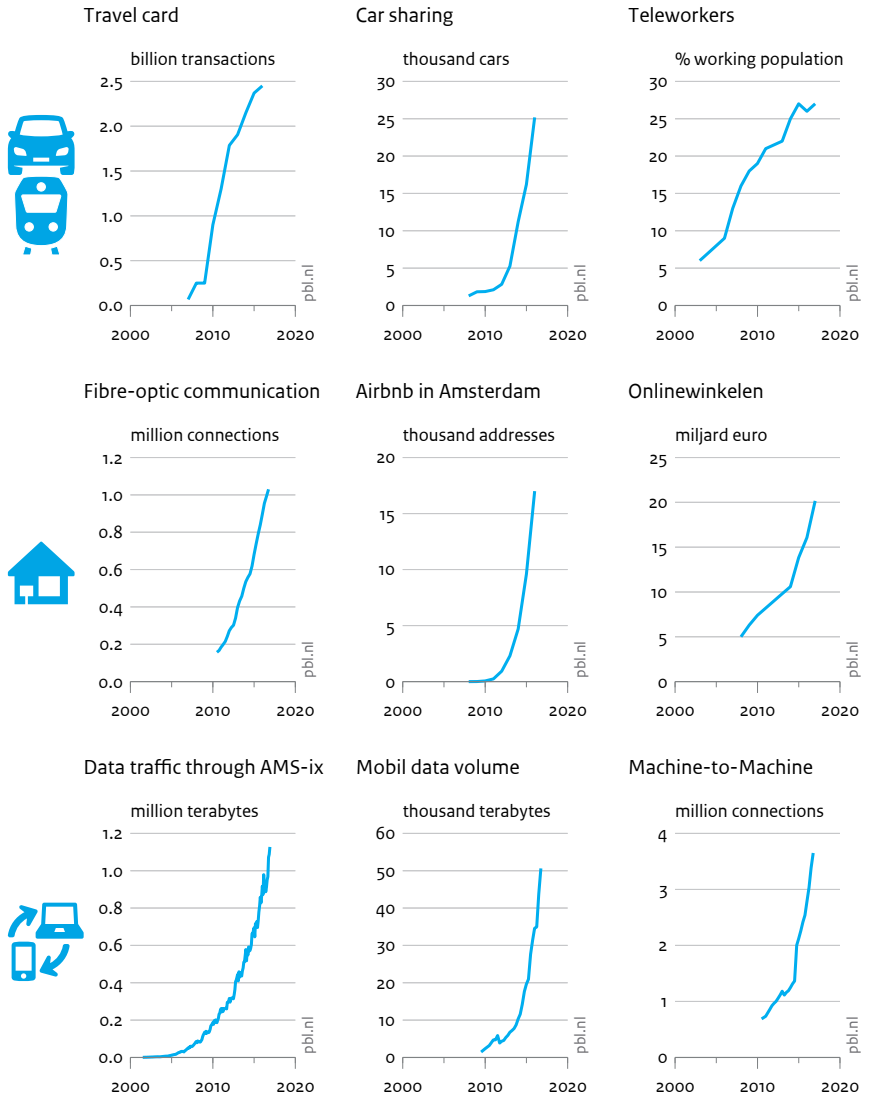 Travel card
billion transactions
2.5
2.0
1.5
1.0
0.5
0.0
2000 2010 2020
pbl.nl
Car sharing
thousand cars
30
25
20
15
10
5
0
2000 2010 2020
pbl.nl
Teleworkers
% working population
30
25
20
15
10
5
0
2000 2010 2020
pbl.nl
Fibre-optic communication
million connections
1.2
1.0
0.8
0.6
0.4
0.2
0.0
2000 2010 2020
pbl.nl
Airbnb in Amsterdam
thousand addresses
20
15
10
5
0
2000 2010 2020
pbl.nl
Onlinewinkelen
miljard euro
25
20
15
10
5
0
2000 2010 2020
pbl.nl
Data traffic through AMS-ix
million terabytes
1.2
1.0
0.8
0.6
0.4
0.2
0.0
2000 2010 2020
pbl.nl
Mobil data volume
thousand terabytes
60
50
40
30
20
10
0
2000 2010 2020
pbl.nl
Machine-to-Machine
million connections
4
3
2
1
0
2000 2010 2020
pbl.nl